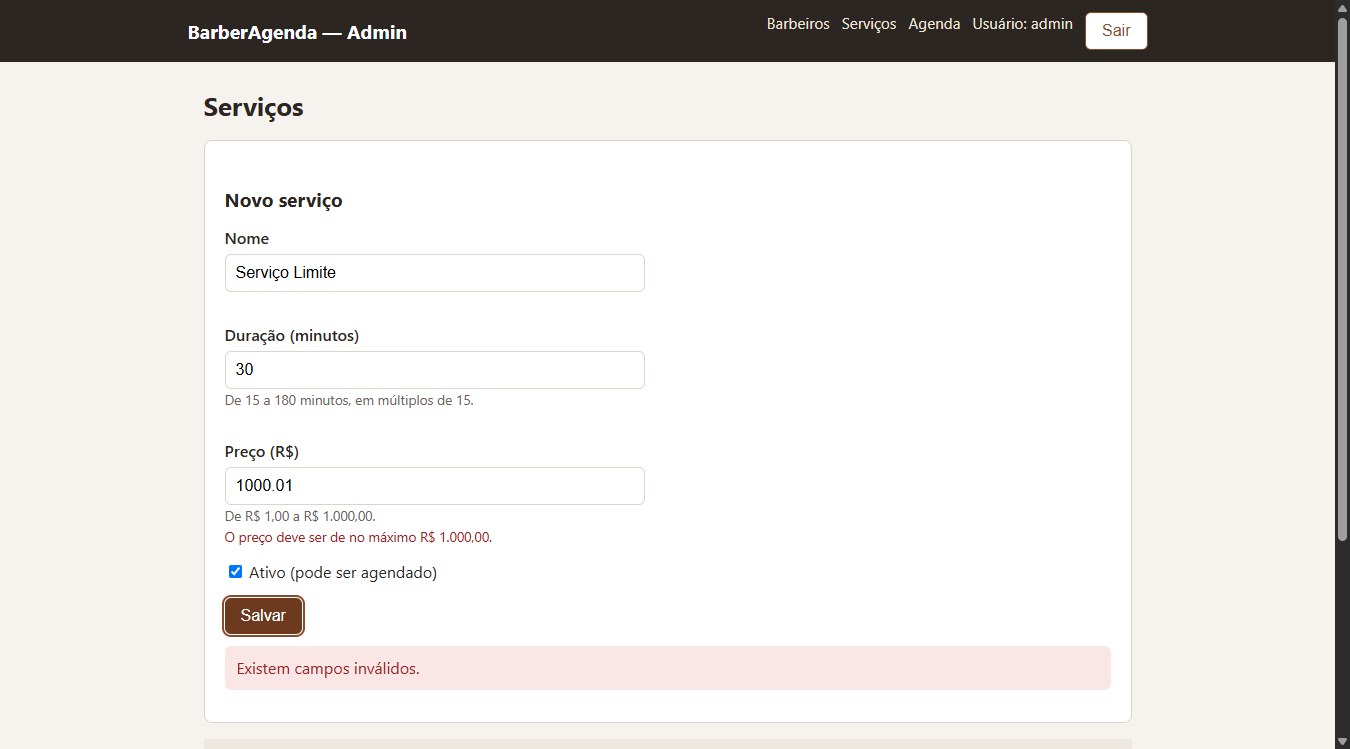 BarberAgenda — Admin
Barbeiros Serviços Agenda Usuário: admin Sair
Serviços
Novo serviço
Nome
Serviço Limite
Duração (minutos)
30
De 15 a 180 minutos, em múltiplos de 15.
Preço (R$)
1000.01
De R$ 1,00 a R$ 1.000,00.
O preço deve ser de no máximo R$ 1.000,00.
Ativo (pode ser agendado)
Salvar
Existem campos inválidos.